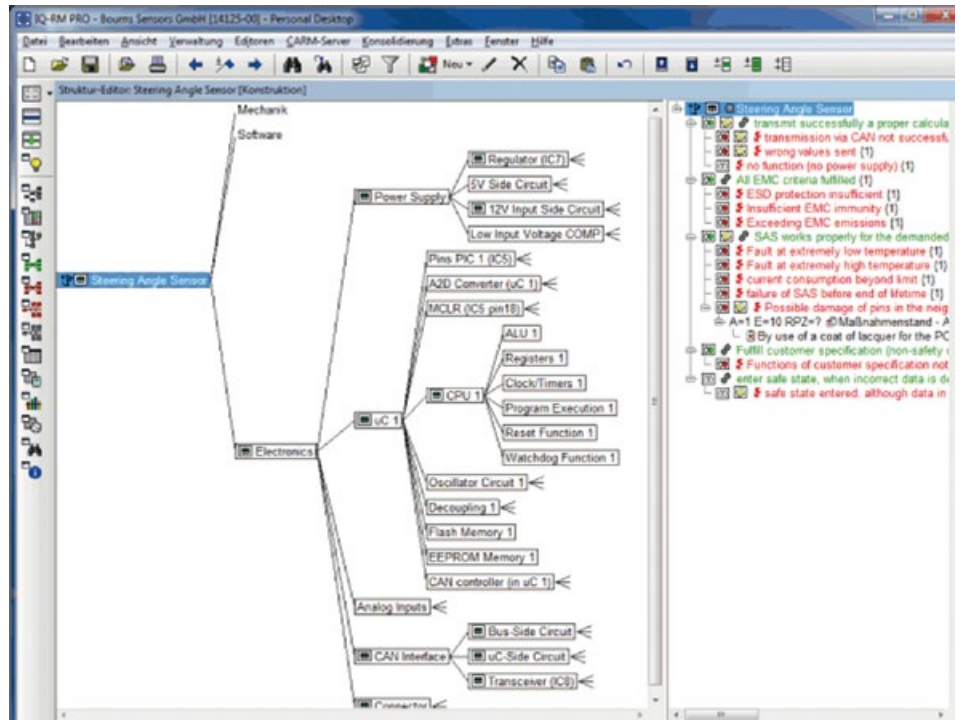 IQ-RM PRO - Bourns Sensors GmbH [14125-00] - Personal Desktop
Datei Bearbeiten Ansicht Verwaltung Editoren CARM-Server Konsolidierung Extras Fenster Hilfe
Neu
Struktur-Editor: Steering Angle Sensor [Konstruktion]
Mechanik
Software
Regulator (IC7)
5V Side Circuit
Power Supply
12V Input Side Circuit
Low Input Voltage COMP
Pins PIC 1 (IC5)
Steering Angle Sensor
A2D Converter (uC 1)
MCLR (IC5 pin18)
ALU 1
Registers 1
Clock/Timers 1
CPU 1
Program Execution 1
uC 1
Reset Function 1
Electronics
Watchdog Function 1
Oscillator Circuit 1
Decoupling 1
Flash Memory 1
EEPROM Memory 1
CAN controller (in uC 1)
Analog Inputs
Bus-Side Circuit
CAN Interface
uC-Side Circuit
Transceiver (IC8)
Connector
Steering Angle Sensor
transmit successfully a proper calcula
transmission via CAN not successfu
wrong values sent {1}
no function (no power supply) {1}
All EMC criteria fulfilled {1}
ESD protection insufficient {1}
Insufficient EMC immunity {1}
Exceeding EMC emissions {1}
SAS works properly for the demanded
Fault at extremely low temperature {1}
Fault at extremely high temperature {1}
current consumption beyond limit {1}
failure of SAS before end of lifetime {1}
Possible damage of pins in the neig
A=1 E=10 RPZ=? Maßnahmenstand - A
By use of a coat of lacquer for the PC
Fulfill customer specification (non-safety
Functions of customer specification not
enter safe state, when incorrect data is de
safe state entered, although data in